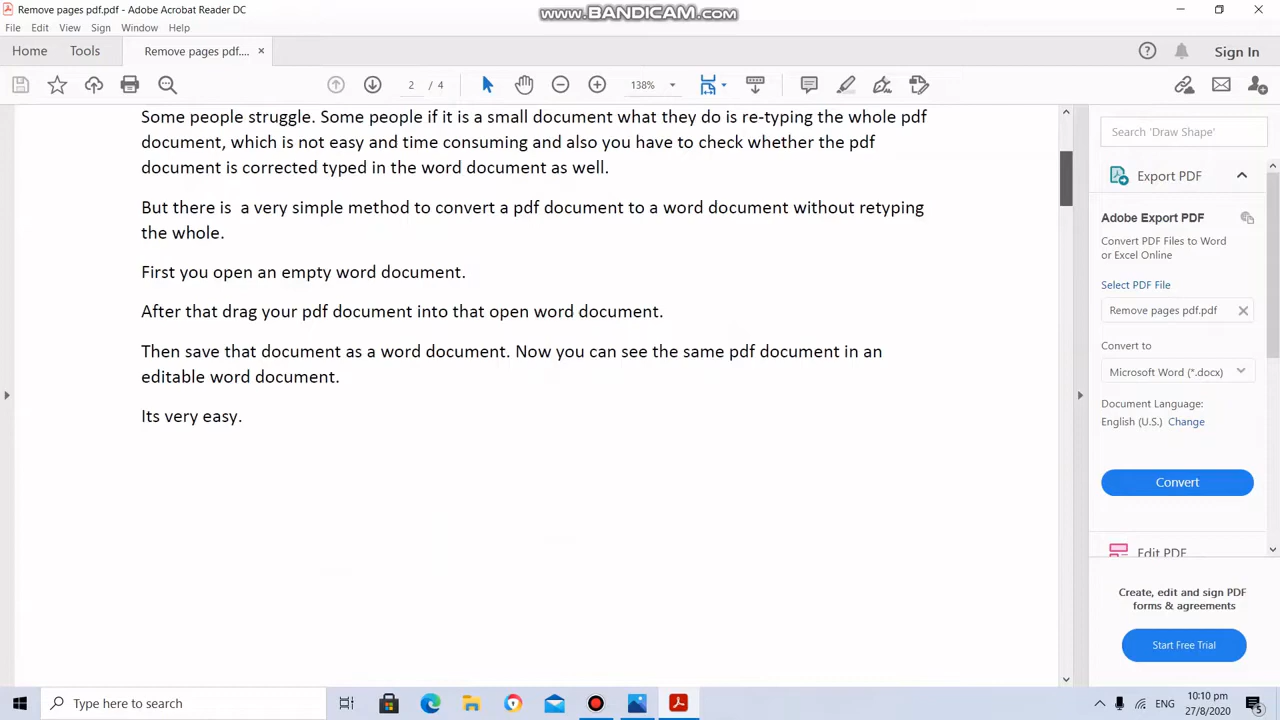 Remove pages pdf.pdf - Adobe Acrobat Reader DC
www.BANDICAM.com
File Edit View Sign Window Help
Home Tools Remove pages pdf.... × Sign In
2 / 4 138%
Some people struggle. Some people if it is a small document what they do is re-typing the whole pdf
document, which is not easy and time consuming and also you have to check whether the pdf
document is corrected typed in the word document as well.
But there is a very simple method to convert a pdf document to a word document without retyping
the whole.
First you open an empty word document.
After that drag your pdf document into that open word document.
Then save that document as a word document. Now you can see the same pdf document in an
editable word document.
Its very easy.
Search 'Draw Shape'
Export PDF
Adobe Export PDF
Convert PDF Files to Word
or Excel Online
Select PDF File
Remove pages pdf.pdf
Convert to
Microsoft Word (*.docx)
Document Language:
English (U.S.) Change
Convert
Edit PDF
Create, edit and sign PDF
forms & agreements
Start Free Trial
Type here to search
ENG
10:10 pm
27/8/2020
5